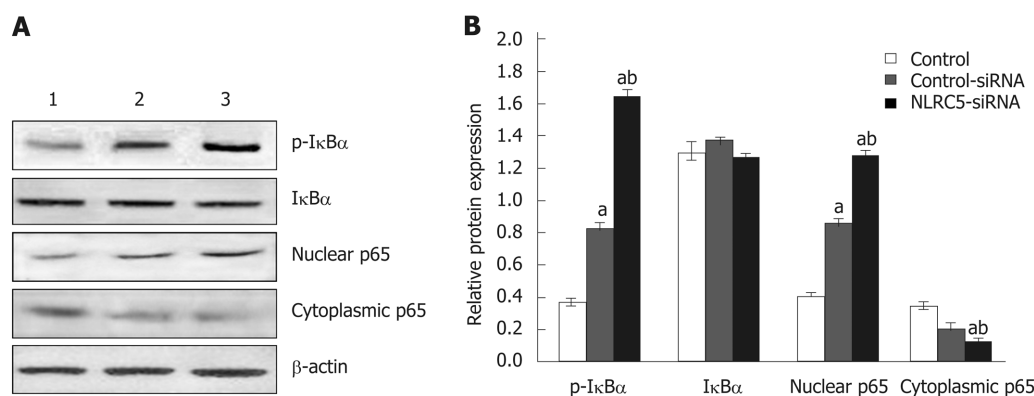 A
1 2 3
p-IκBα
IκBα
Nuclear p65
Cytoplasmic p65
β-actin
B
Relative protein expression
2.0
1.8
1.6
1.4
1.2
1.0
0.8
0.6
0.4
0.2
0.0
Control
Control-siRNA
NLRC5-siRNA
a
ab
a
ab
ab
p-IκBα IκBα Nuclear p65 Cytoplasmic p65